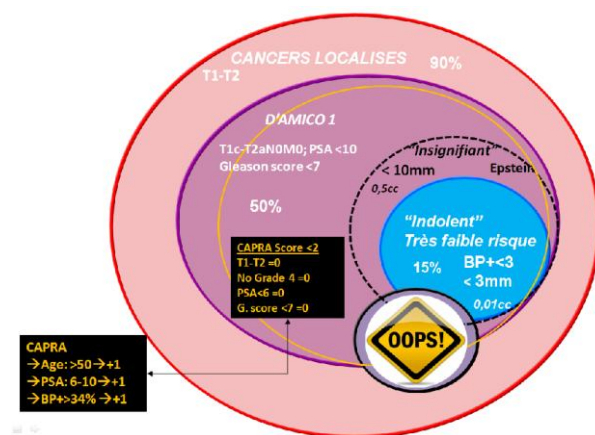 CANCERS LOCALISES
90%
T1-T2
D'AMICO 1
T1c-T2aN0M0; PSA <10
Gleason score <7
50%
"Insignifiant"
< 10mm
Epstein
0,5cc
"Indolent"
Très faible risque
15%
BP+<3
< 3mm
0,01cc
CAPRA Score <2
T1-T2 =0
No Grade 4 =0
PSA<6 =0
G. score <7 =0
OOPS!
CAPRA
→Age: >50→+1
→PSA: 6-10→+1
→BP+>34% →+1